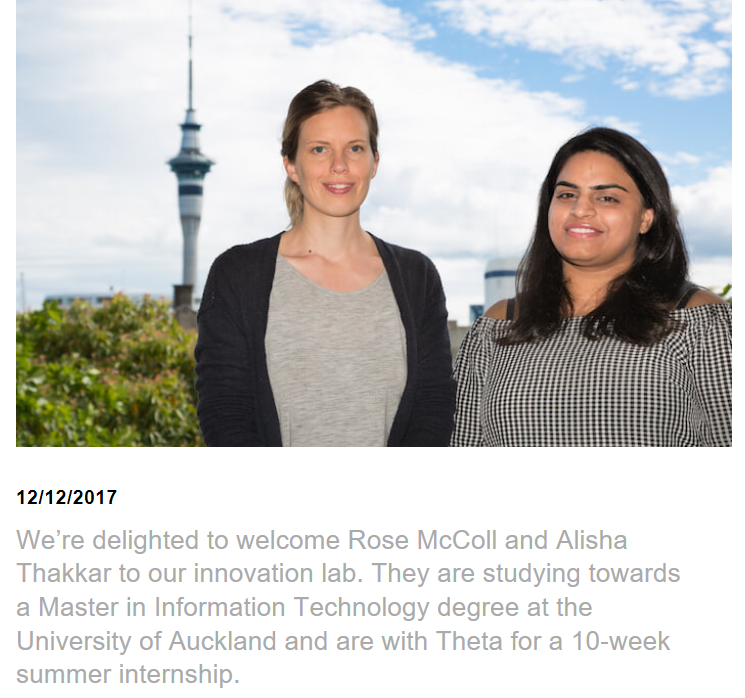 12/12/2017
We’re delighted to welcome Rose McColl and Alisha
Thakkar to our innovation lab. They are studying towards
a Master in Information Technology degree at the
University of Auckland and are with Theta for a 10-week
summer internship.